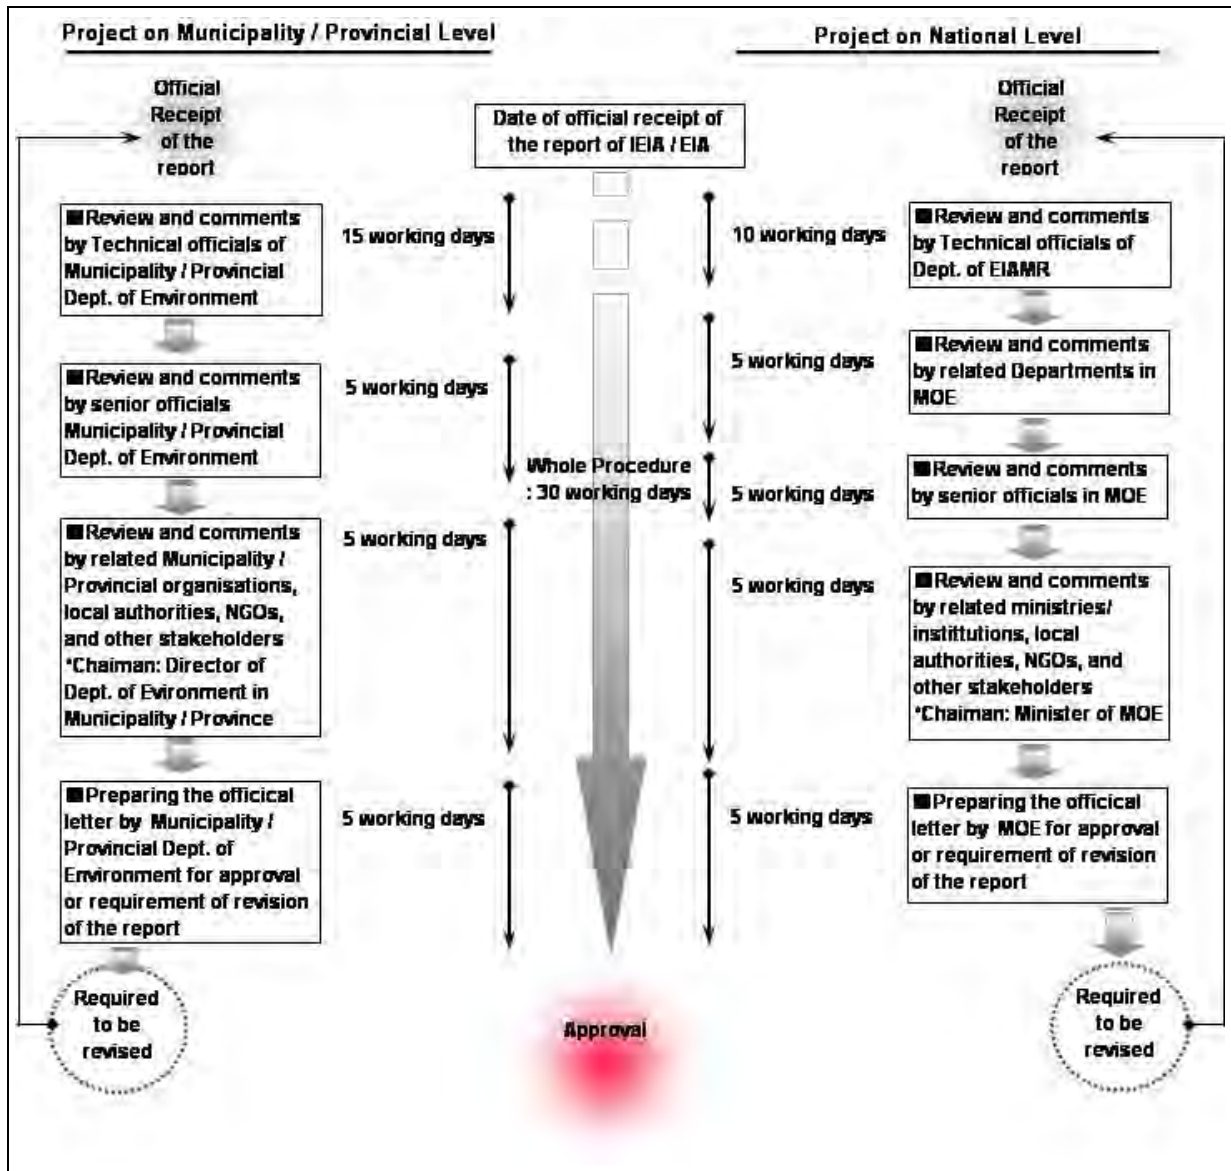 Project on Municipality / Provincial Level
Official
Receipt
of the
report
■Review and comments
by Technical officials of
Municipality / Provincial
Dept. of Environment
■Review and comments
by senior officials
Municipality / Provincial
Dept. of Environment
■Review and comments
by related Municipality /
Provincial organisations,
local authorities, NGOs,
and other stakeholders
*Chairman: Director of
Dept. of Evironment in
Municipality / Province
■Preparing the officical
letter by Municipality /
Provincial Dept. of
Environment for approval
or requirement of revision
of the report
Required
to be
revised
15 working days
5 working days
5 working days
5 working days
Date of official receipt of
the report of IEIA / EIA
Whole Procedure
: 30 working days
Approval
Project on National Level
10 working days
5 working days
5 working days
5 working days
5 working days
Official
Receipt
of the
report
■Review and comments
by Technical officials of
Dept. of EIAMR
■Review and comments
by related Departments in
MOE
■Review and comments
by senior officials in MOE
■Review and comments
by related ministries/
institutions, local
authorities, NGOs, and
other stakeholders
*Chairman: Minister of MOE
■Preparing the officical
letter by MOE for approval
or requirement of revision
of the report
Required
to be
revised